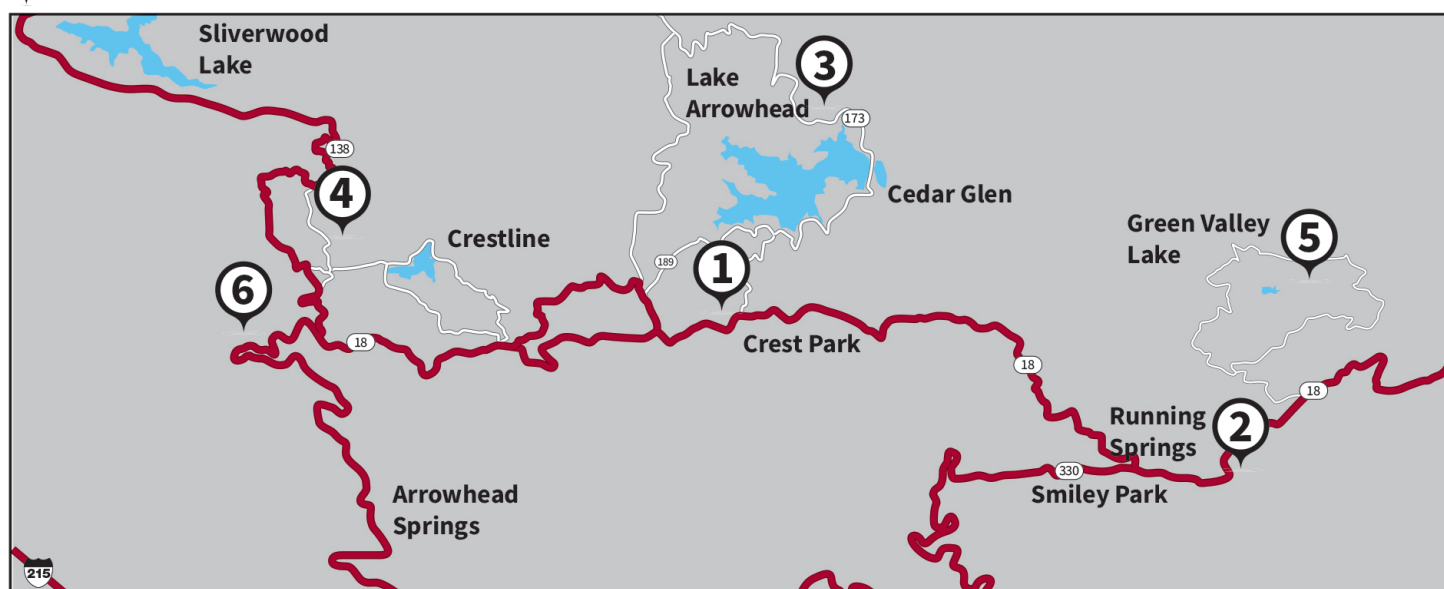 Sliverwood
Lake
Lake
Arrowhead
3
173
138
4
Cedar Glen
Crestline
Green Valley
Lake
5
189
1
6
18
Crest Park
18
18
Running
Springs
2
330
Smiley Park
Arrowhead
Springs
215